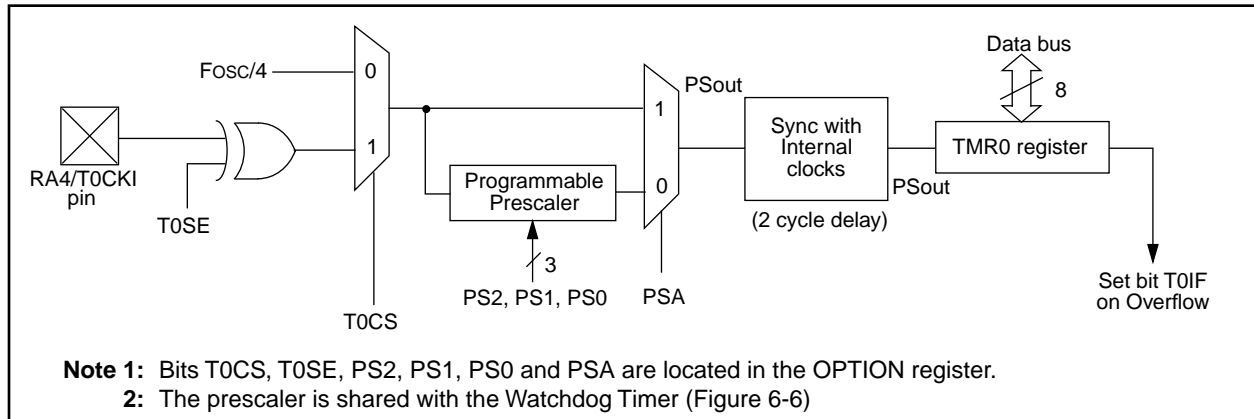 Data bus
8
FOSC/4
0
1
RA4/T0CKI
pin
T0SE
T0CS
Programmable
Prescaler
3
PS2, PS1, PS0
1
0
PSA
PSout
Sync with
Internal
clocks
(2 cycle delay)
PSout
TMR0 register
Set bit T0IF
on Overflow
Note 1: Bits T0CS, T0SE, PS2, PS1, PS0 and PSA are located in the OPTION register.
2: The prescaler is shared with the Watchdog Timer (Figure 6-6)